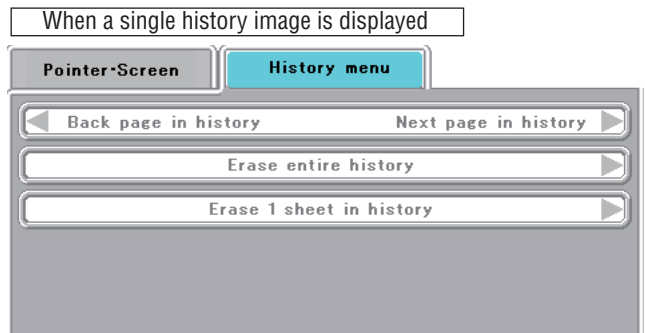 When a single history image is displayed
Pointer·Screen History menu
Back page in history Next page in history
Erase entire history
Erase 1 sheet in history